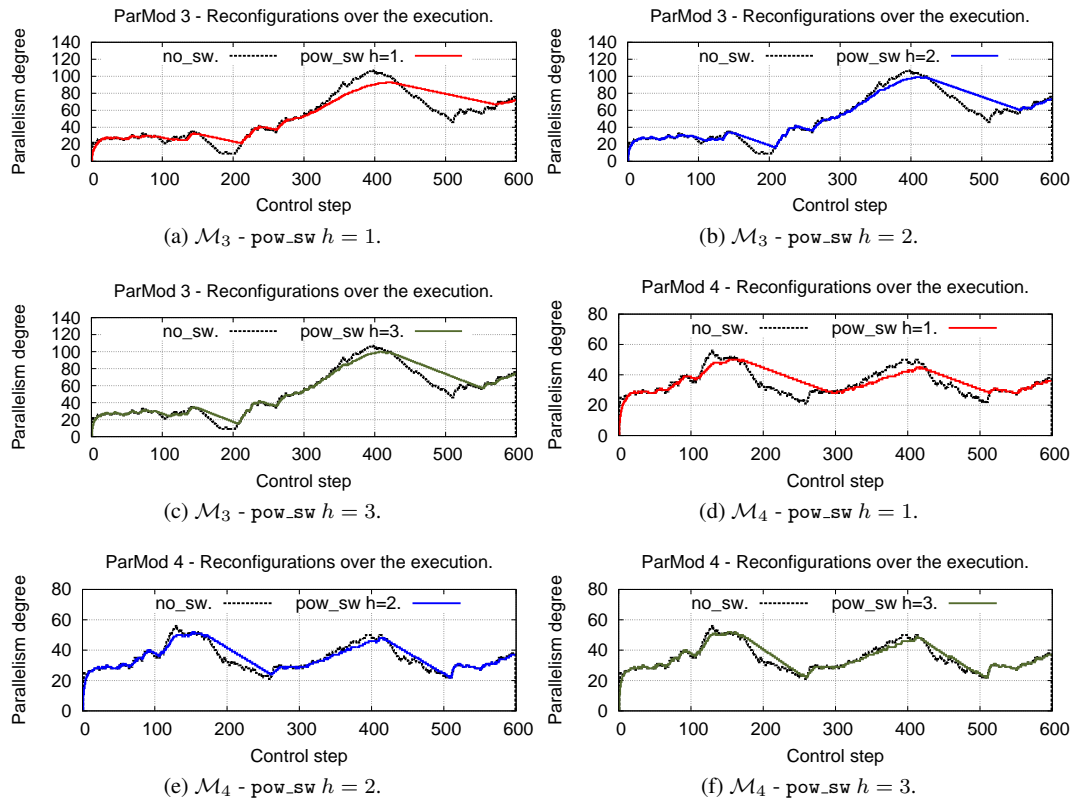 ParMod 3 - Reconfigurations over the execution.
140
120
100
80
60
40
20
0
Parallelism degree
no_sw.
pow_sw h=1.
0 100 200 300 400 500 600
Control step
(a) M3 - pow_sw h = 1.
ParMod 3 - Reconfigurations over the execution.
140
120
100
80
60
40
20
0
Parallelism degree
no_sw.
pow_sw h=2.
0 100 200 300 400 500 600
Control step
(b) M3 - pow_sw h = 2.
ParMod 3 - Reconfigurations over the execution.
140
120
100
80
60
40
20
0
Parallelism degree
no_sw.
pow_sw h=3.
0 100 200 300 400 500 600
Control step
(c) M3 - pow_sw h = 3.
ParMod 4 - Reconfigurations over the execution.
80
60
40
20
0
Parallelism degree
no_sw.
pow_sw h=1.
0 100 200 300 400 500 600
Control step
(d) M4 - pow_sw h = 1.
ParMod 4 - Reconfigurations over the execution.
80
60
40
20
0
Parallelism degree
no_sw.
pow_sw h=2.
0 100 200 300 400 500 600
Control step
(e) M4 - pow_sw h = 2.
ParMod 4 - Reconfigurations over the execution.
80
60
40
20
0
Parallelism degree
no_sw.
pow_sw h=3.
0 100 200 300 400 500 600
Control step
(f) M4 - pow_sw h = 3.